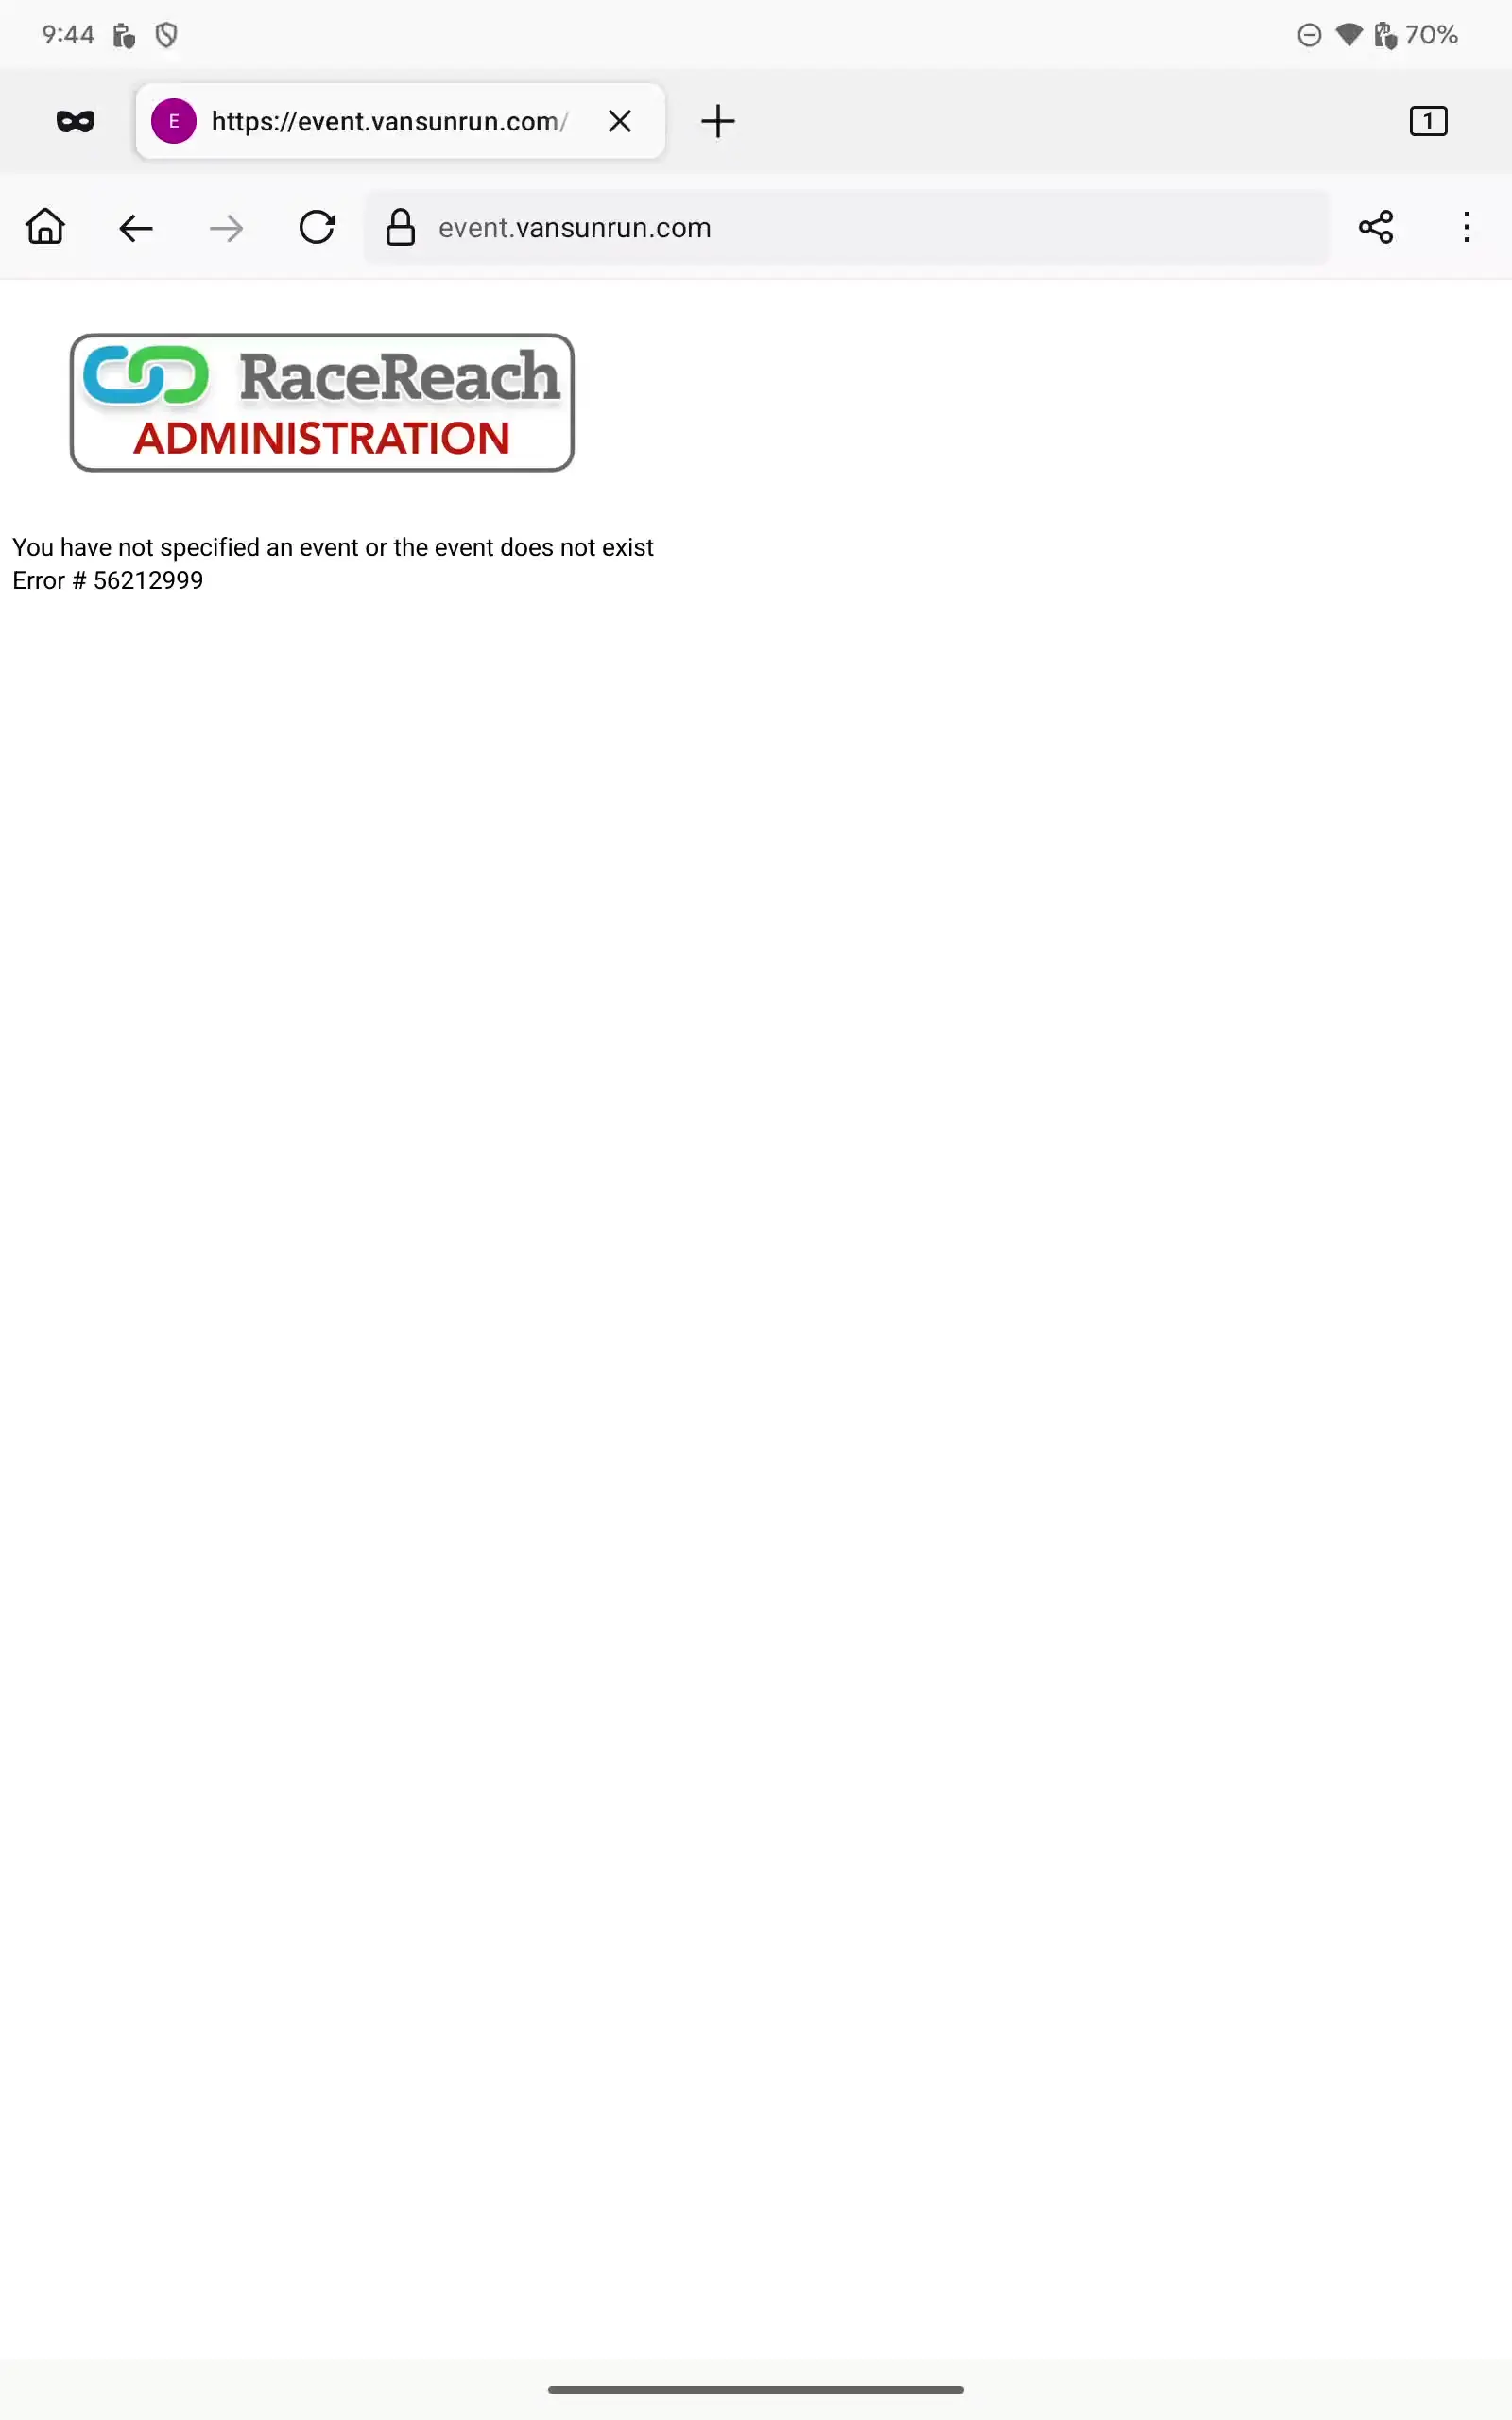 9:44
70%
E
https://event.vansunrun.com/
1
event.vansunrun.com
RaceReach
ADMINISTRATION
You have not specified an event or the event does not exist
Error # 56212999